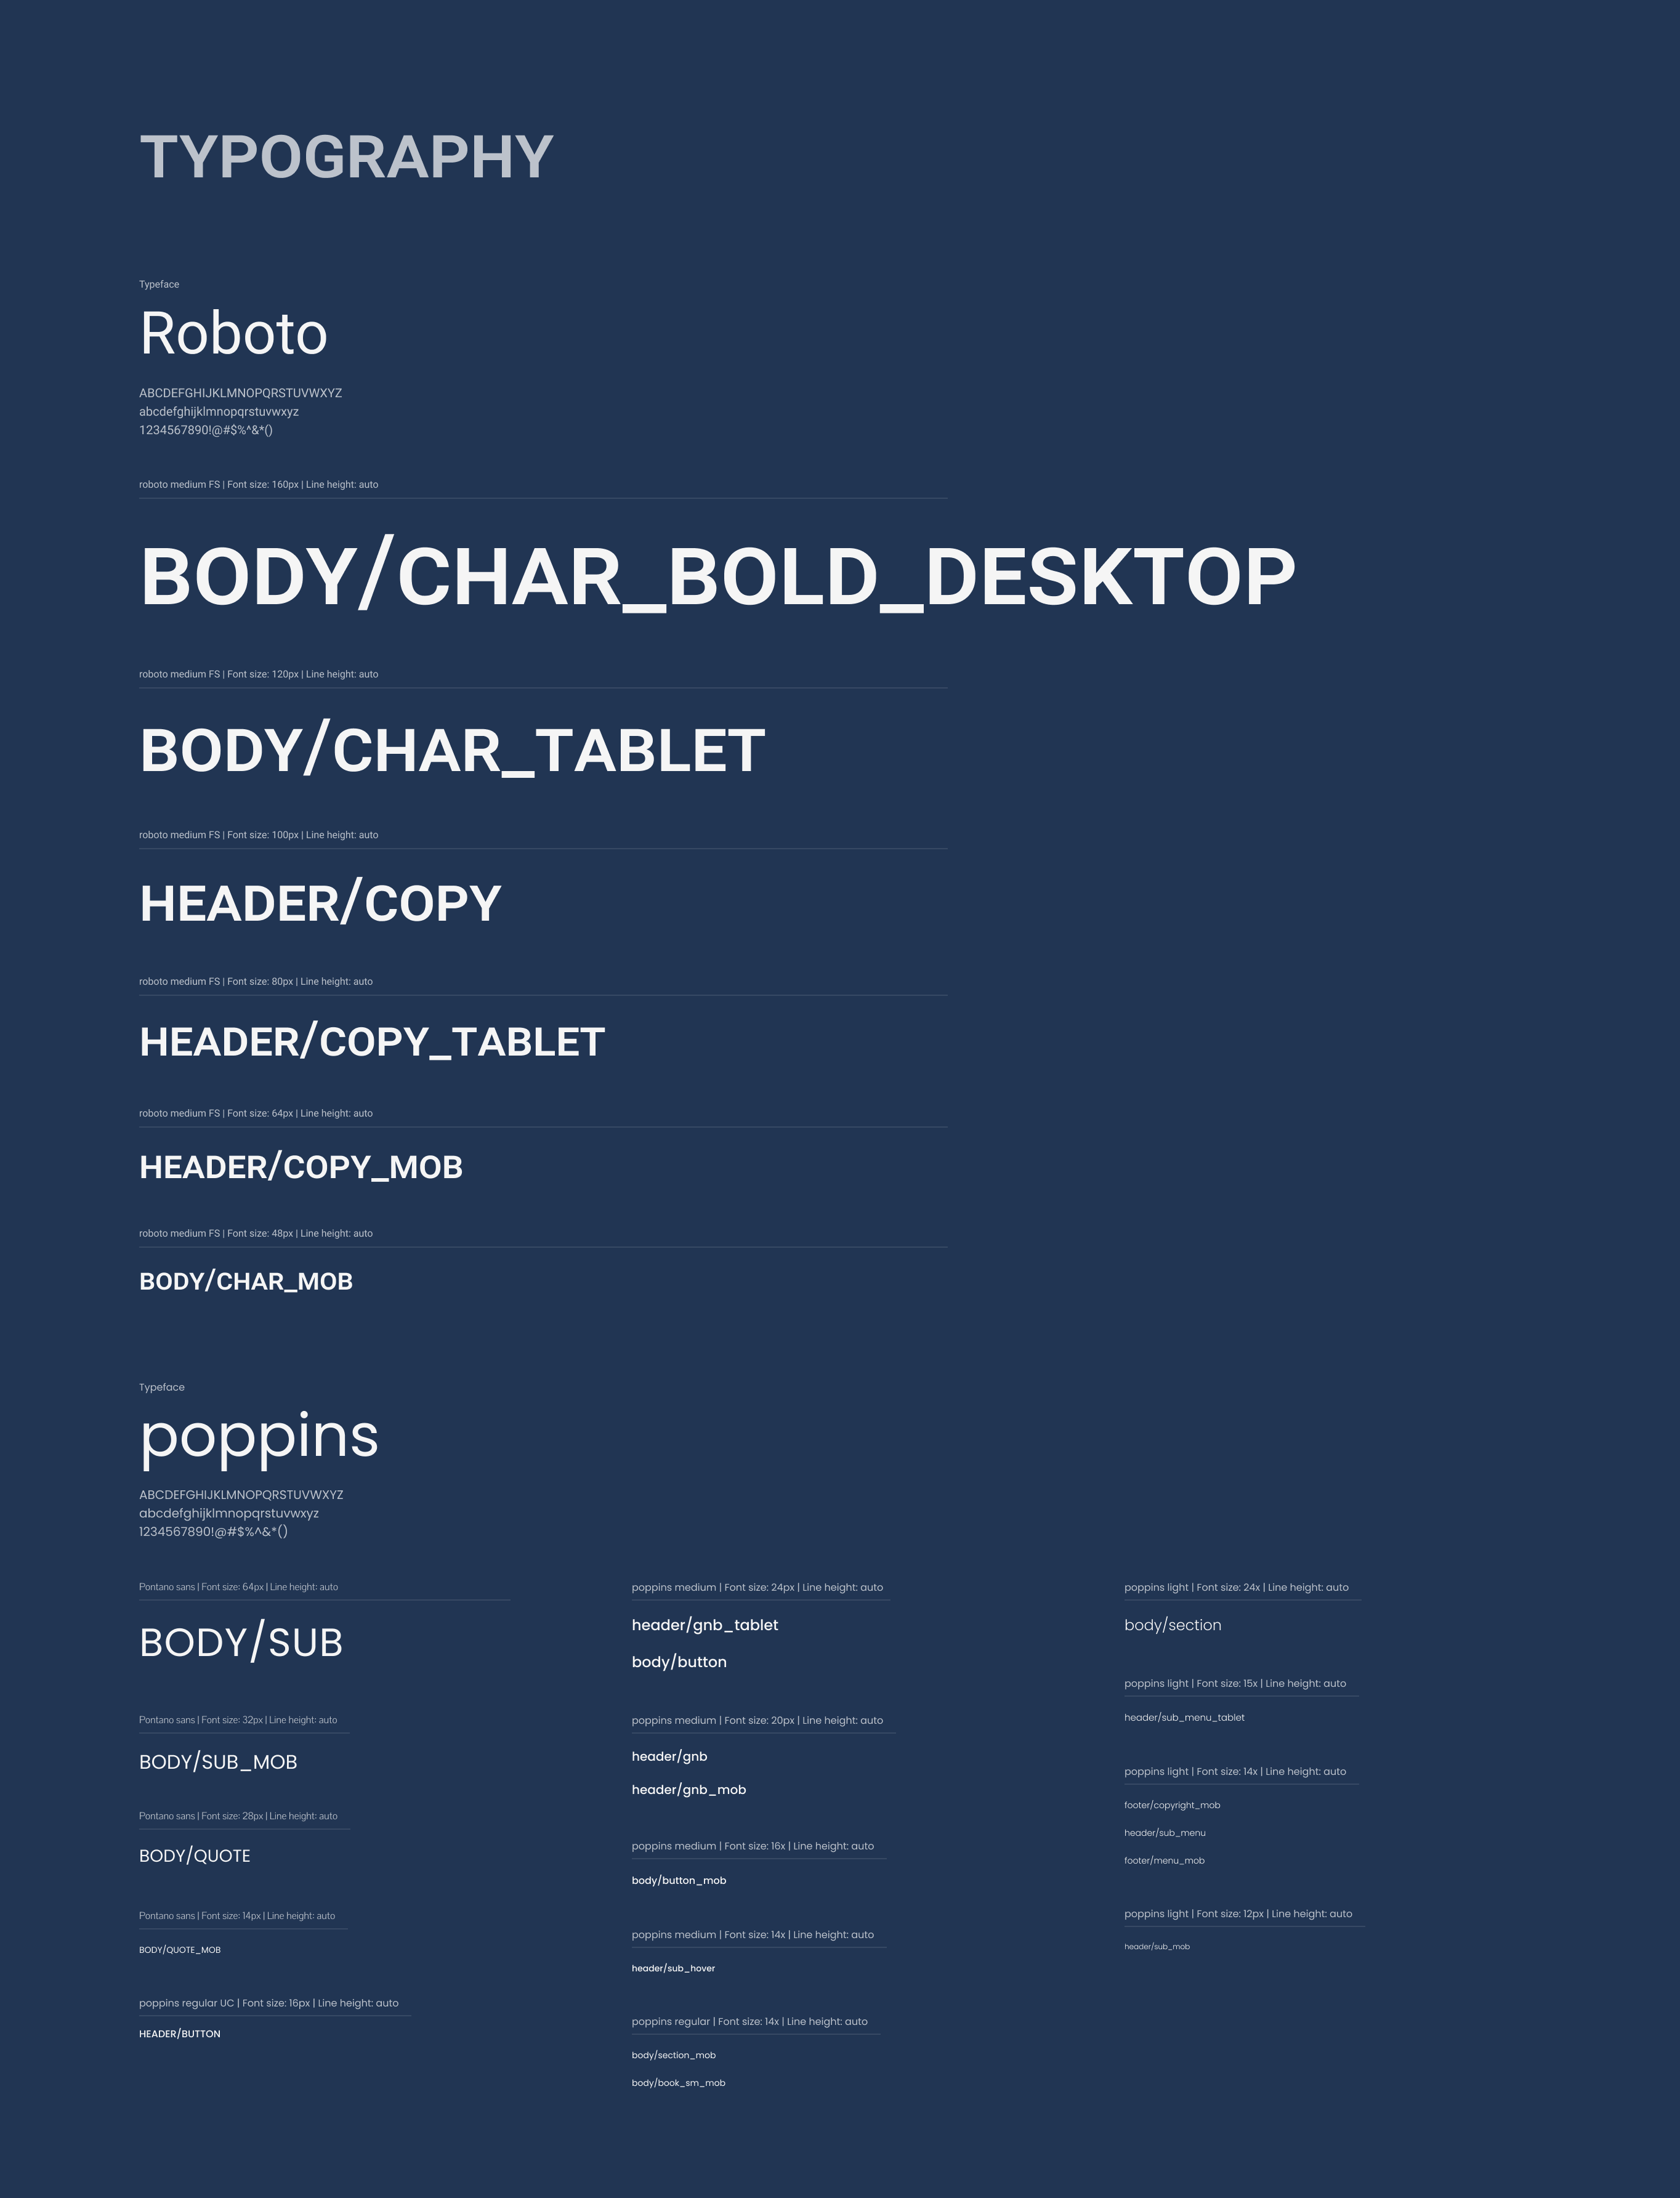 TYPOGRAPHY
Typeface
Roboto
ABCDEFGHIJKLMNOPQRSTUVWXYZ
abcdefghijklmnopqrstuvwxyz
1234567890!@#$%^&*()
roboto medium FS | Font size: 160px | Line height: auto
BODY/CHAR_BOLD_DESKTOP
roboto medium FS | Font size: 120px | Line height: auto
BODY/CHAR_TABLET
roboto medium FS | Font size: 100px | Line height: auto
HEADER/COPY
roboto medium FS | Font size: 80px | Line height: auto
HEADER/COPY_TABLET
roboto medium FS | Font size: 64px | Line height: auto
HEADER/COPY_MOB
roboto medium FS | Font size: 48px | Line height: auto
BODY/CHAR_MOB
Typeface
poppins
ABCDEFGHIJKLMNOPQRSTUVWXYZ
abcdefghijklmnopqrstuvwxyz
1234567890!@#$%^&*()
Pontano sans | Font size: 64px | Line height: auto
BODY/SUB
Pontano sans | Font size: 32px | Line height: auto
BODY/SUB_MOB
Pontano sans | Font size: 28px | Line height: auto
BODY/QUOTE
Pontano sans | Font size: 14px | Line height: auto
BODY/QUOTE_MOB
poppins regular UC | Font size: 16px | Line height: auto
HEADER/BUTTON
poppins medium | Font size: 24px | Line height: auto
header/gnb_tablet
body/button
poppins medium | Font size: 20px | Line height: auto
header/gnb
header/gnb_mob
poppins medium | Font size: 16x | Line height: auto
body/button_mob
poppins medium | Font size: 14x | Line height: auto
header/sub_hover
poppins regular | Font size: 14x | Line height: auto
body/section_mob
body/book_sm_mob
poppins light | Font size: 24x | Line height: auto
body/section
poppins light | Font size: 15x | Line height: auto
header/sub_menu_tablet
poppins light | Font size: 14x | Line height: auto
footer/copyright_mob
header/sub_menu
footer/menu_mob
poppins light | Font size: 12px | Line height: auto
header/sub_mob